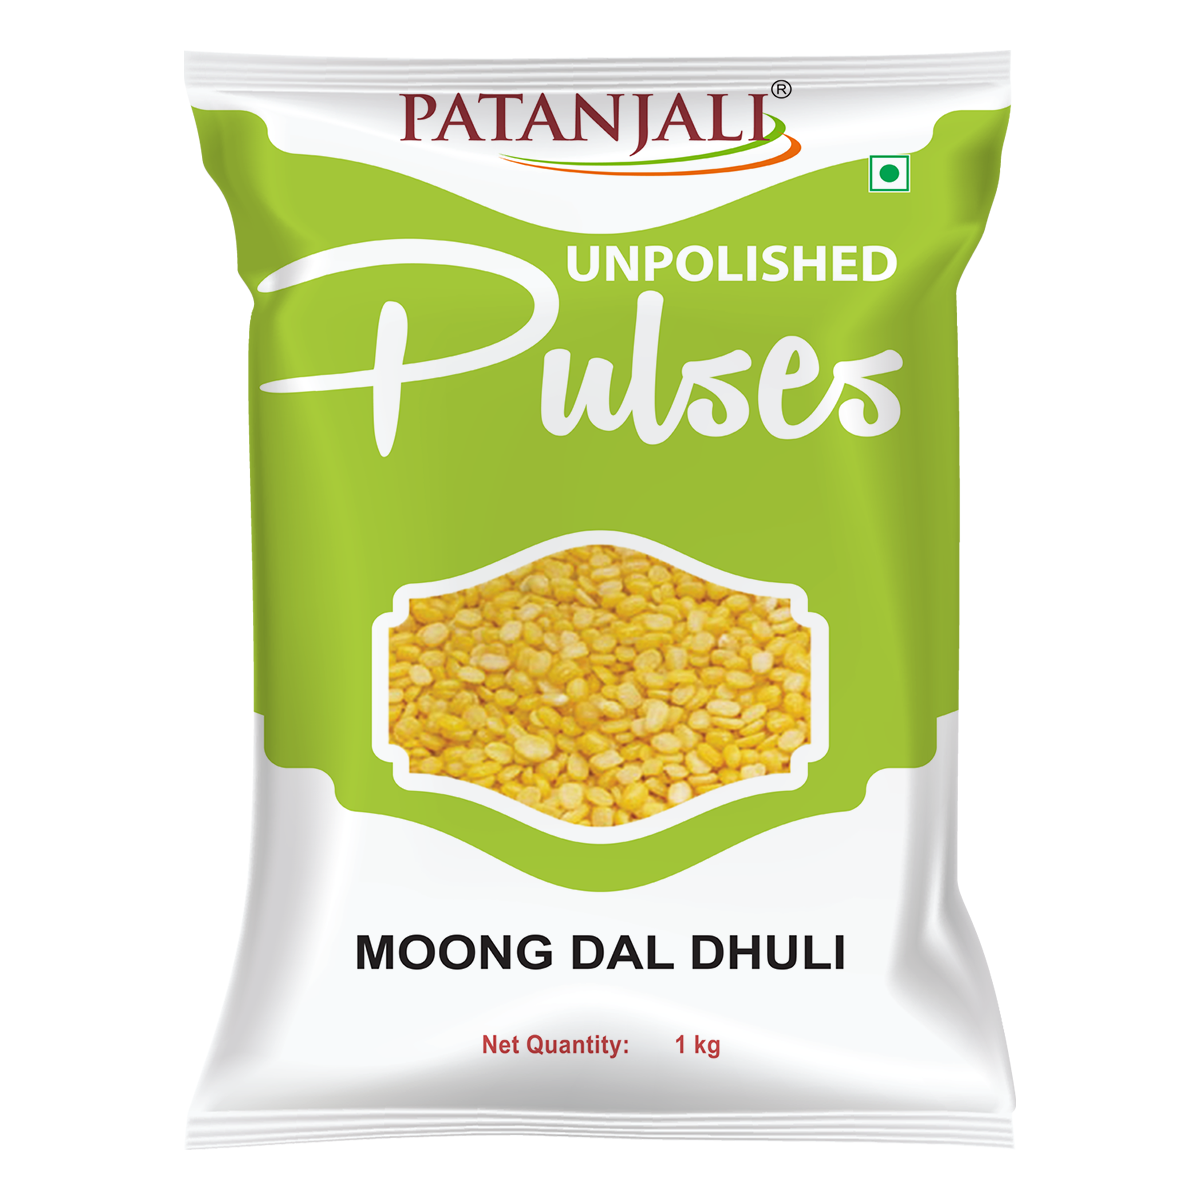 PATANJALI®
UNPOLISHED
Pulses
MOONG DAL DHULI
Net Quantity: 1 kg